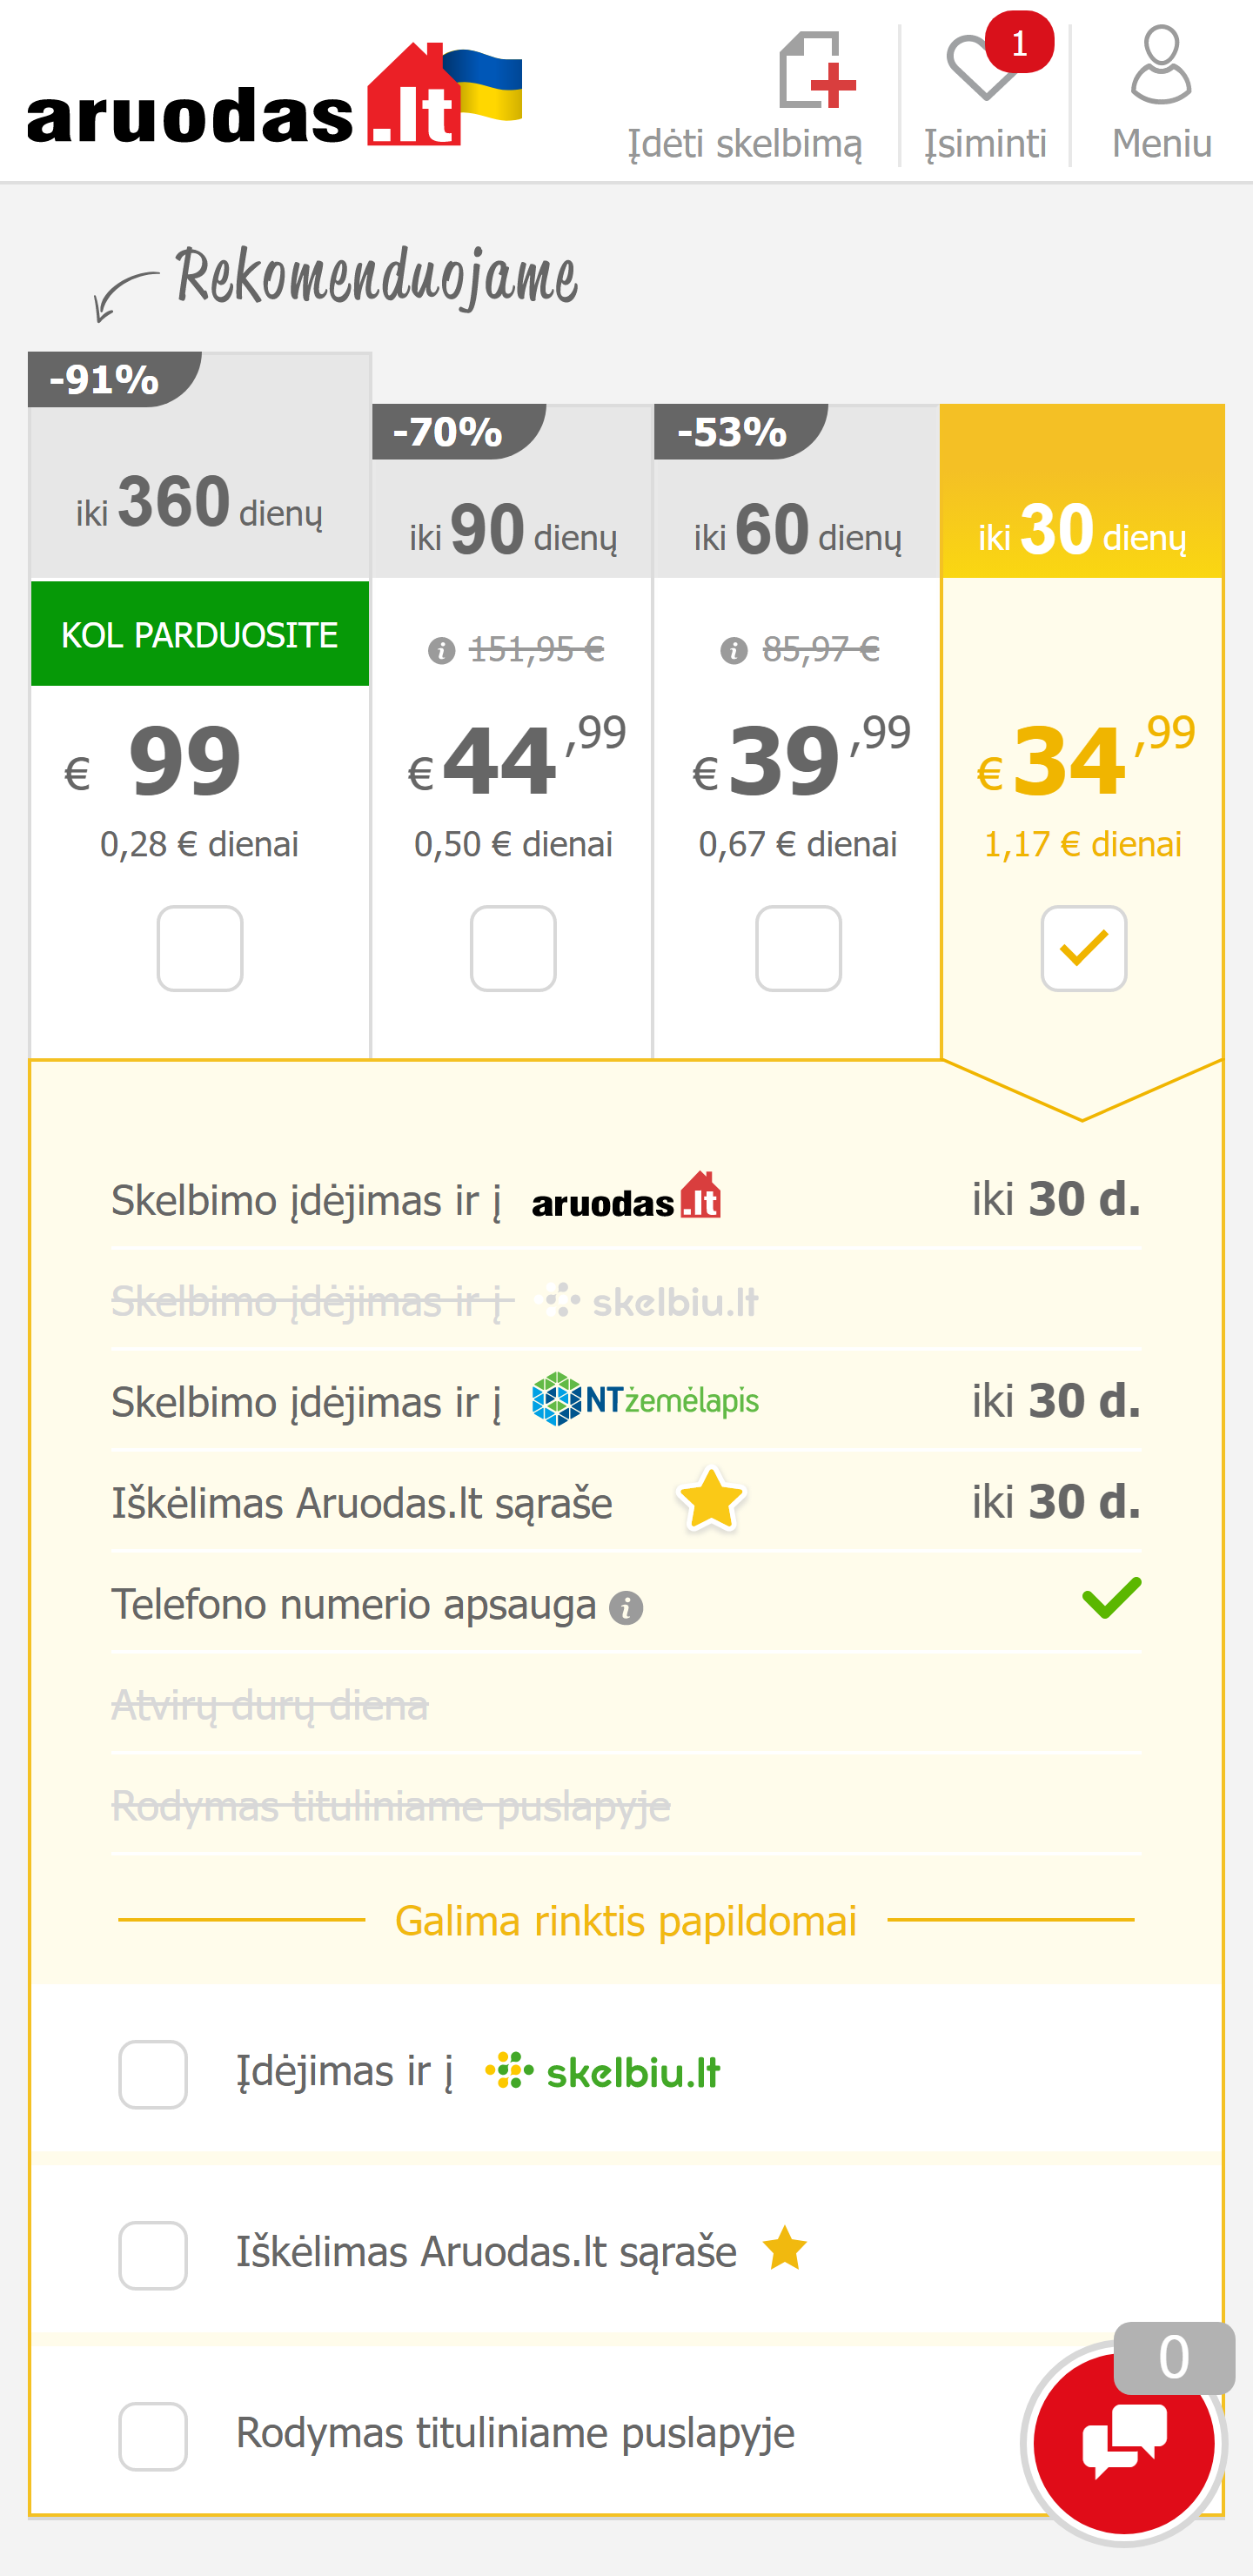 aruodas.lt
Įdėti skelbimą
1
Įsiminti
Meniu
Rekomenduojame
-91%
iki 360 dienų
KOL PARDUOSITE
€ 99
0,28 € dienai
-70%
iki 90 dienų
151,95 €
€ 44,99
0,50 € dienai
-53%
iki 60 dienų
85,97 €
€ 39,99
0,67 € dienai
iki 30 dienų
€ 34,99
1,17 € dienai
Skelbimo įdėjimas ir į aruodas.lt iki 30 d.
Skelbimo įdėjimas ir į skelbiu.lt
Skelbimo įdėjimas ir į NTžemėlapis iki 30 d.
Iškėlimas Aruodas.lt sąraše iki 30 d.
Telefono numerio apsauga i
Atvirų durų diena
Rodymas tituliniame puslapyje
Galima rinktis papildomai
Įdėjimas ir į skelbiu.lt
Iškėlimas Aruodas.lt sąraše
0
Rodymas tituliniame puslapyje